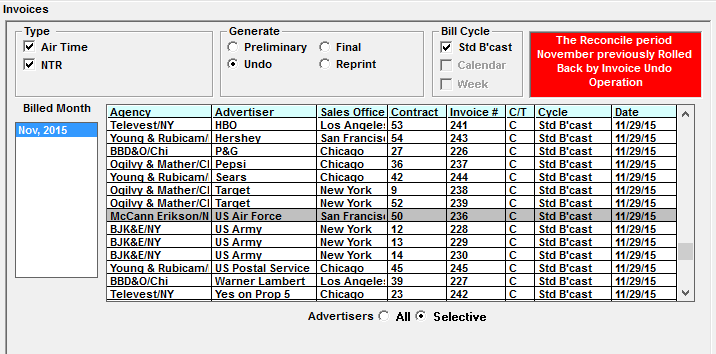 Invoices
Type
Air Time
NTR
Generate
Preliminary
Final
Undo
Reprint
Bill Cycle
Std B'cast
Calendar
Week
The Reconcile period
November previously Rolled
Back by Invoice Undo
Operation
Billed Month
Nov, 2015
Agency Advertiser Sales Office Contract Invoice # C/T Cycle Date
Televest/NY HBO Los Angeles 53 241 C Std B'cast 11/29/15
Young & Rubicam/ Hershey San Francisc 54 243 C Std B'cast 11/29/15
BBD&O/Chi P&G Chicago 27 226 C Std B'cast 11/29/15
Ogilvy & Mather/Cl Pepsi Chicago 36 237 C Std B'cast 11/29/15
Young & Rubicam/ Sears Chicago 42 244 C Std B'cast 11/29/15
Ogilvy & Mather/Cl Target New York 9 238 C Std B'cast 11/29/15
Ogilvy & Mather/Cl Target New York 52 239 C Std B'cast 11/29/15
McCann Erikson/N US Air Force San Francisc 50 236 C Std B'cast 11/29/15
BJK&E/NY US Army New York 12 228 C Std B'cast 11/29/15
BJK&E/NY US Army New York 13 229 C Std B'cast 11/29/15
BJK&E/NY US Army New York 14 230 C Std B'cast 11/29/15
Young & Rubicam/ US Postal Service Chicago 45 245 C Std B'cast 11/29/15
BBD&O/Chi Warner Lambert Los Angeles 39 227 C Std B'cast 11/29/15
Televest/NY Yes on Prop 5 Chicago 23 242 C Std B'cast 11/29/15
Advertisers All Selective